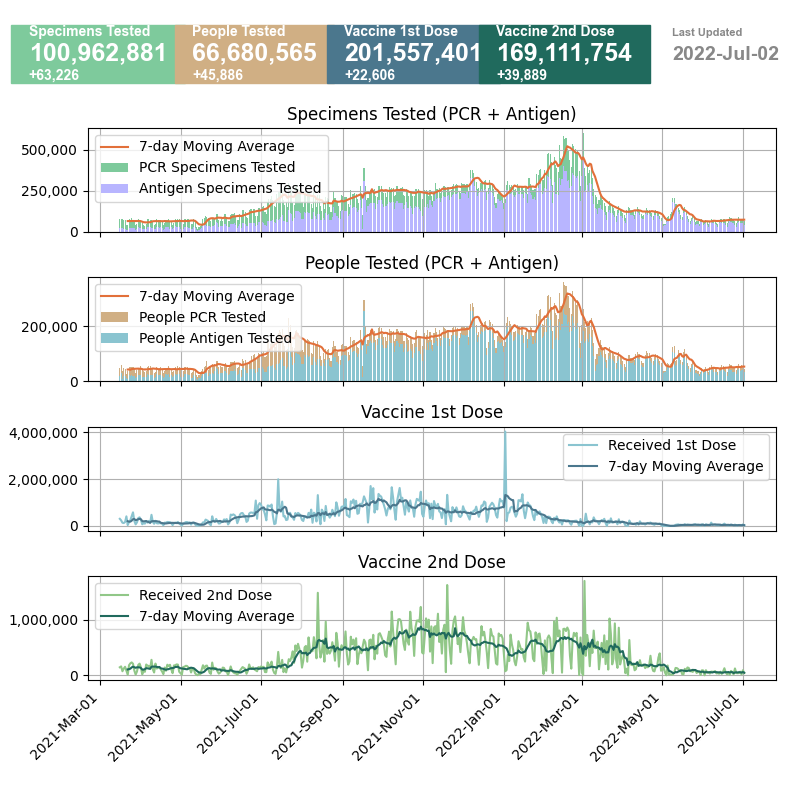 Specimens Tested
100,962,881
+63,226
People Tested
66,680,565
+45,886
Vaccine 1st Dose
201,557,401
+22,606
Vaccine 2nd Dose
169,111,754
+39,889
Last Updated
2022-Jul-02
Specimens Tested (PCR + Antigen)
7-day Moving Average
PCR Specimens Tested
Antigen Specimens Tested
500,000
250,000
0
People Tested (PCR + Antigen)
7-day Moving Average
People PCR Tested
People Antigen Tested
200,000
0
Vaccine 1st Dose
Received 1st Dose
7-day Moving Average
4,000,000
2,000,000
0
Vaccine 2nd Dose
Received 2nd Dose
7-day Moving Average
1,000,000
0
2021-Mar-01
2021-May-01
2021-Jul-01
2021-Sep-01
2021-Nov-01
2022-Jan-01
2022-Mar-01
2022-May-01
2022-Jul-01